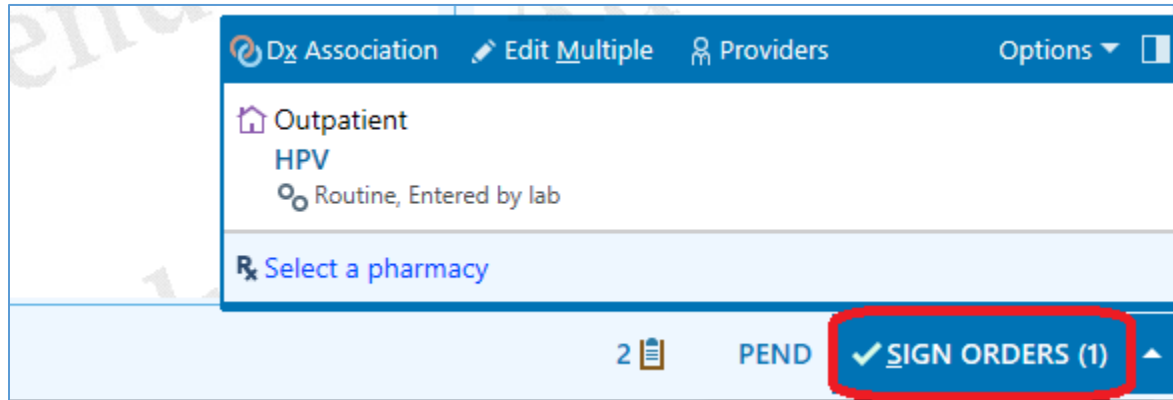 Dx Association Edit Multiple Providers Options
Outpatient
HPV
Routine, Entered by lab
Rx Select a pharmacy
2 PEND SIGN ORDERS (1)